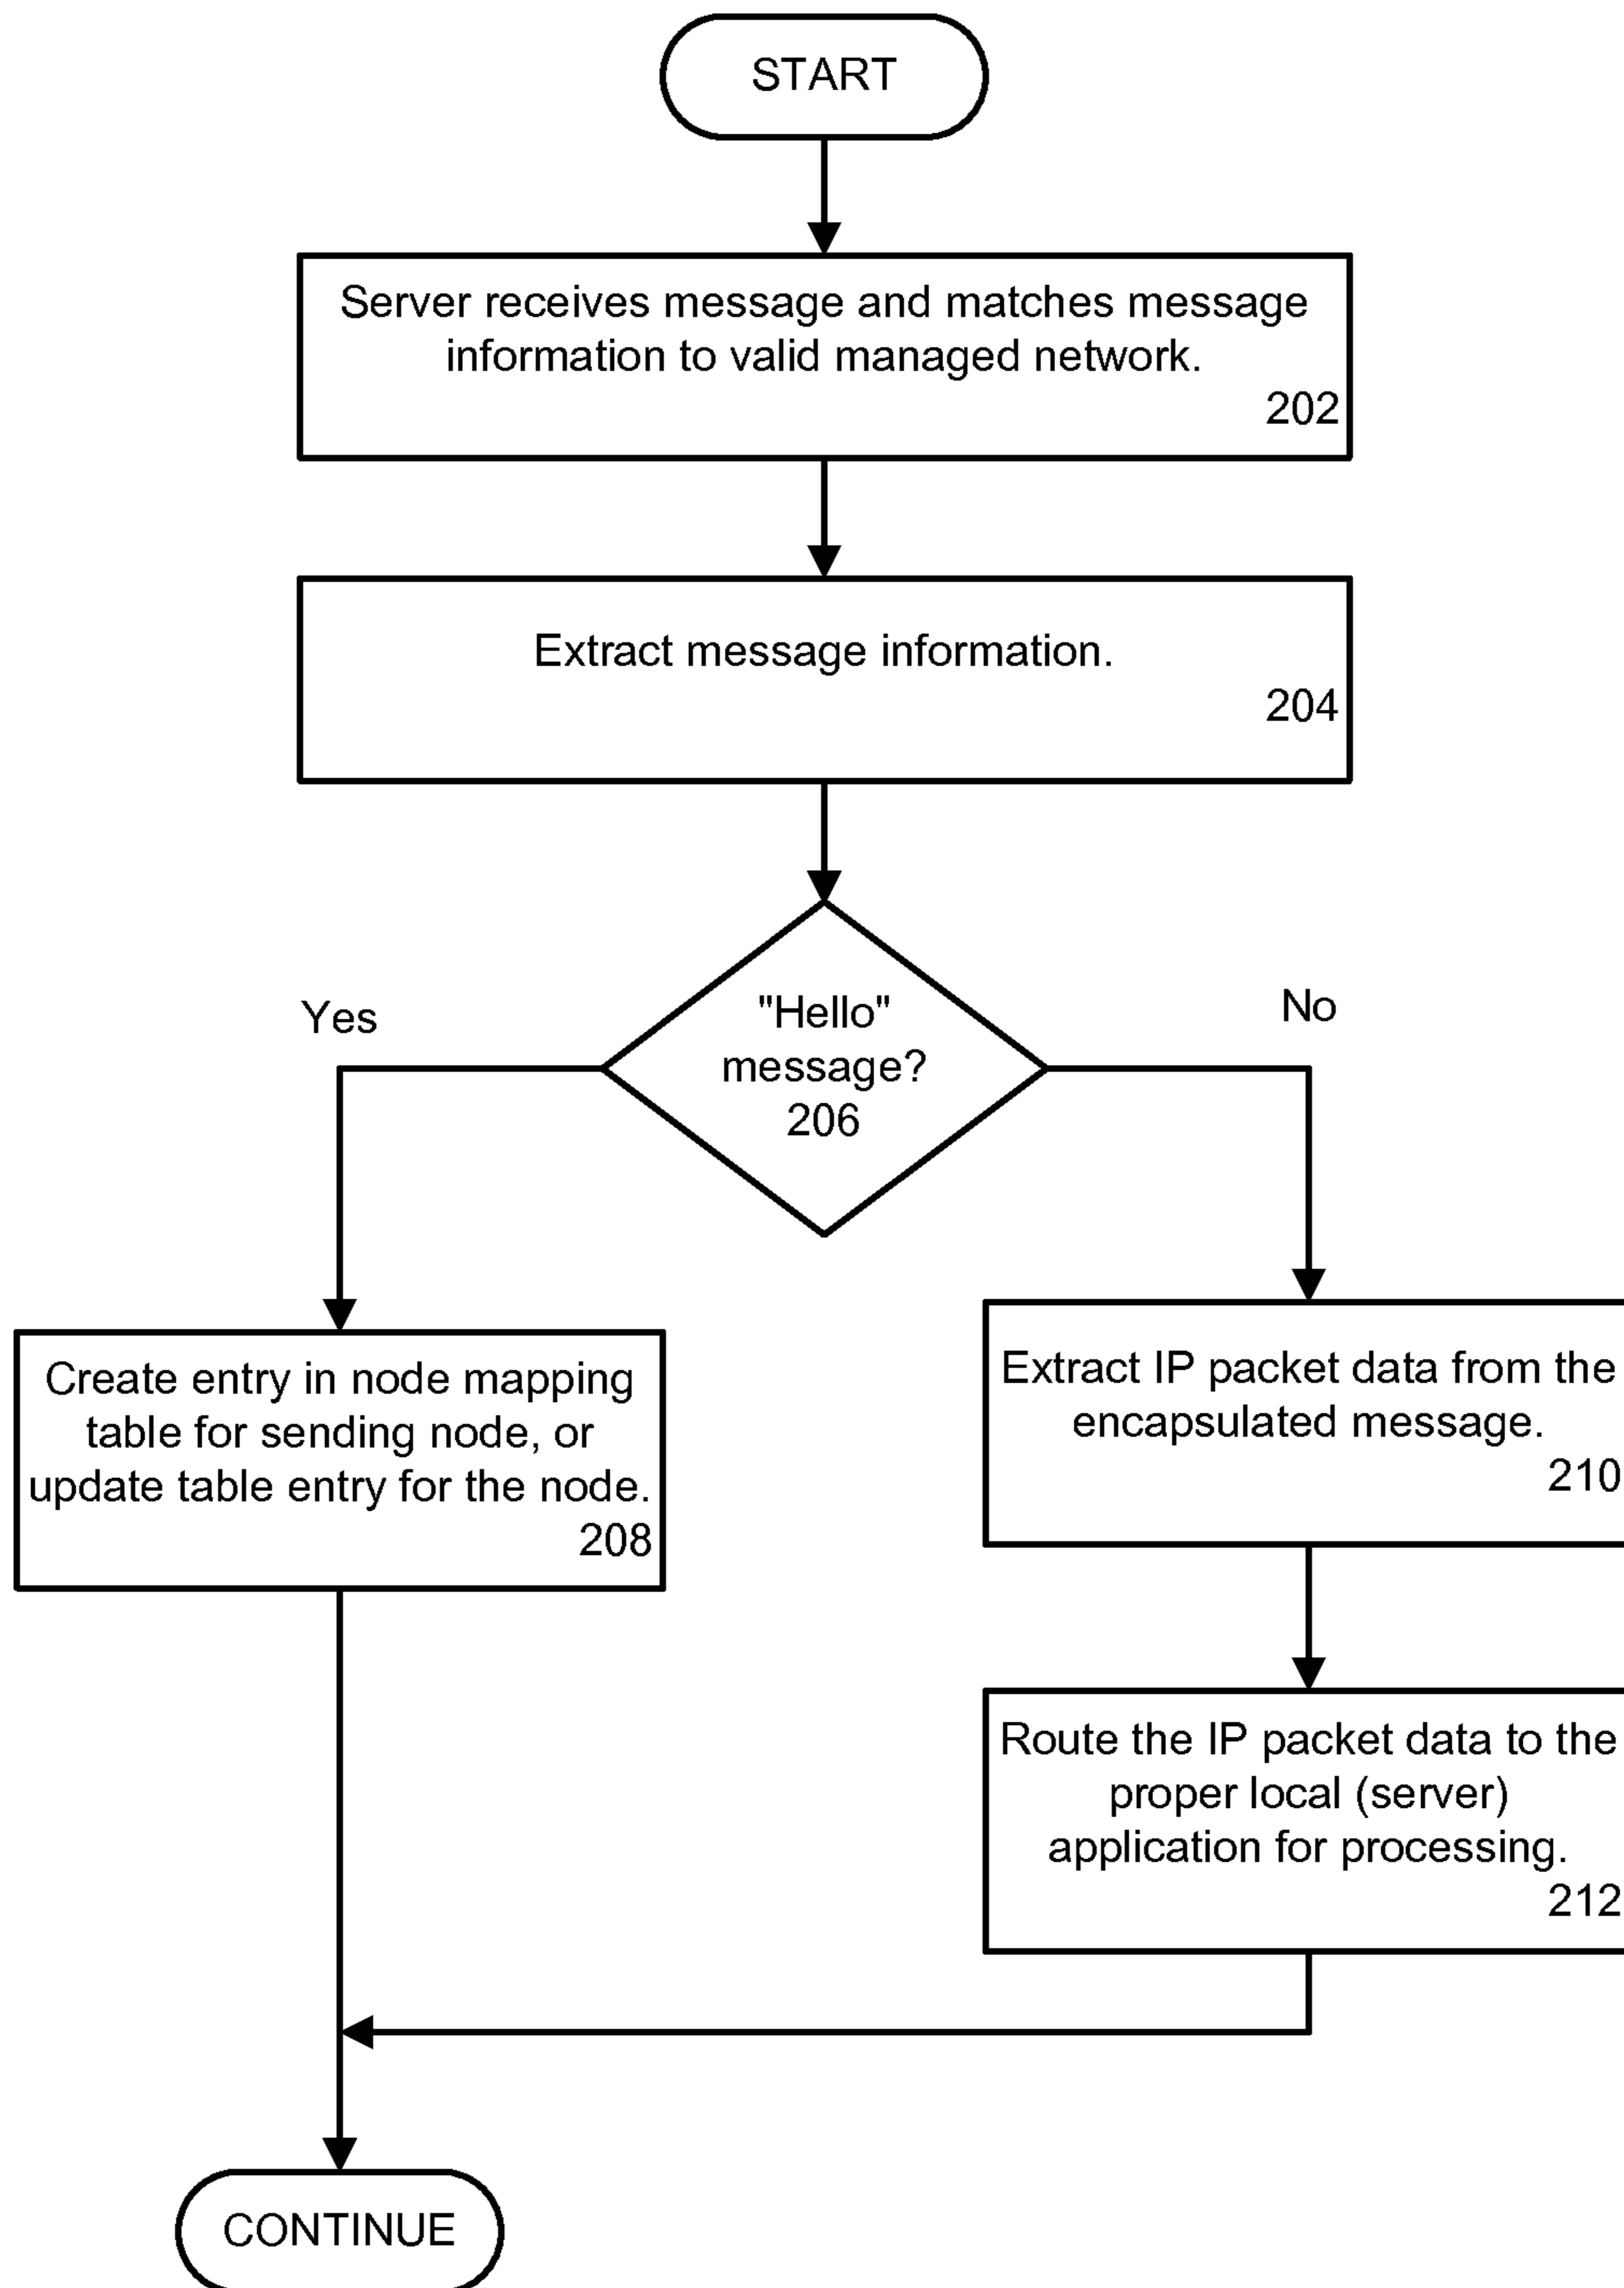 START
Server receives message and matches message
information to valid managed network.
202
Extract message information.
204
"Hello"
message?
206
Yes
No
Create entry in node mapping
table for sending node, or
update table entry for the node.
208
Extract IP packet data from the
encapsulated message.
210
Route the IP packet data to the
proper local (server)
application for processing.
212
CONTINUE